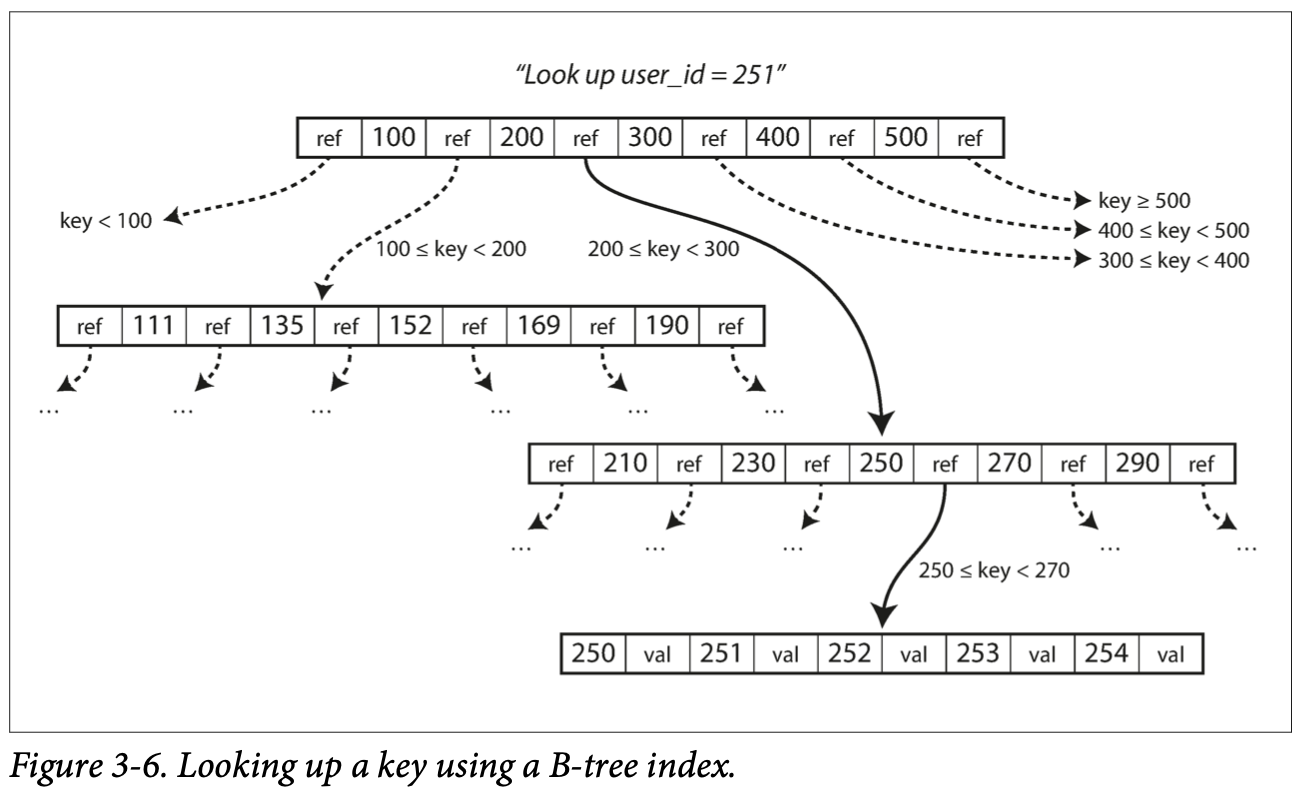 “Look up user_id = 251”
ref 100 ref 200 ref 300 ref 400 ref 500 ref
key < 100
100 ≤ key < 200
200 ≤ key < 300
key ≥ 500
400 ≤ key < 500
300 ≤ key < 400
ref 111 ref 135 ref 152 ref 169 ref 190 ref
... ... ... ... ... ...
ref 210 ref 230 ref 250 ref 270 ref 290 ref
... ... ... ... ...
250 ≤ key < 270
250 val 251 val 252 val 253 val 254 val
Figure 3-6. Looking up a key using a B-tree index.